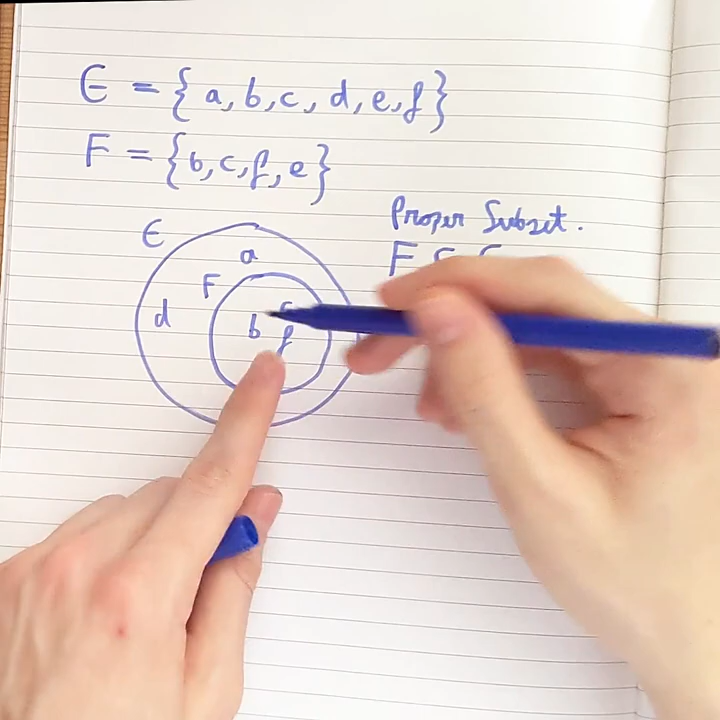 E = { a, b, c, d, e, f }
F = { b, c, f, e }
Proper Subset.
E
F
a
F
d
b
f